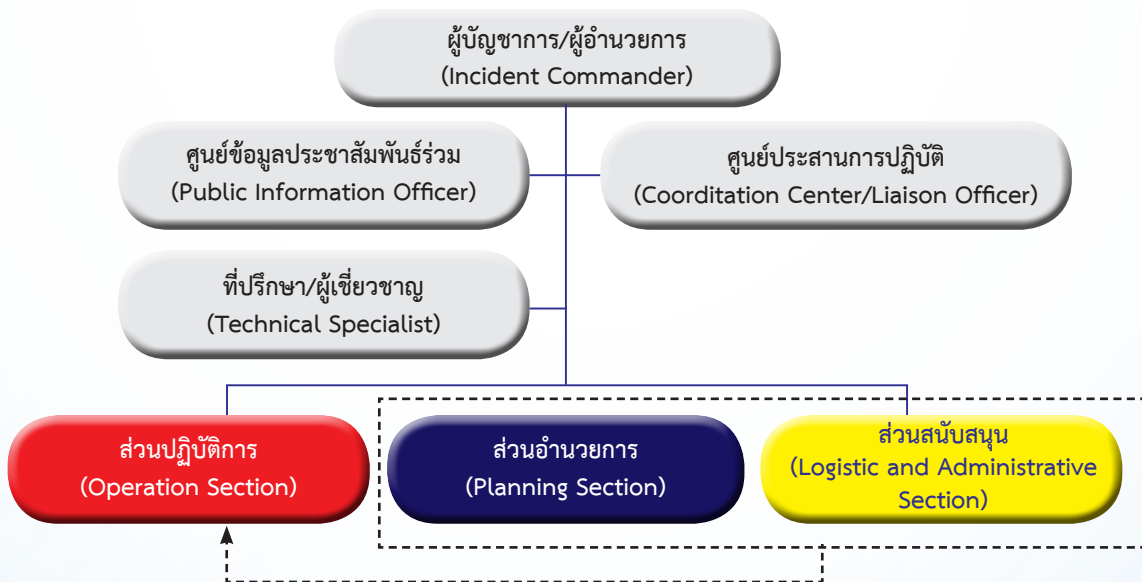 ผู้บัญชาการ/ผู้อำนวยการ
(Incident Commander)
ศูนย์ข้อมูลประชาสัมพันธ์ร่วม
(Public Information Officer)
ศูนย์ประสานการปฏิบัติ
(Coorditation Center/Liaison Officer)
ที่ปรึกษา/ผู้เชี่ยวชาญ
(Technical Specialist)
ส่วนปฏิบัติการ
(Operation Section)
ส่วนอำนวยการ
(Planning Section)
ส่วนสนับสนุน
(Logistic and Administrative
Section)